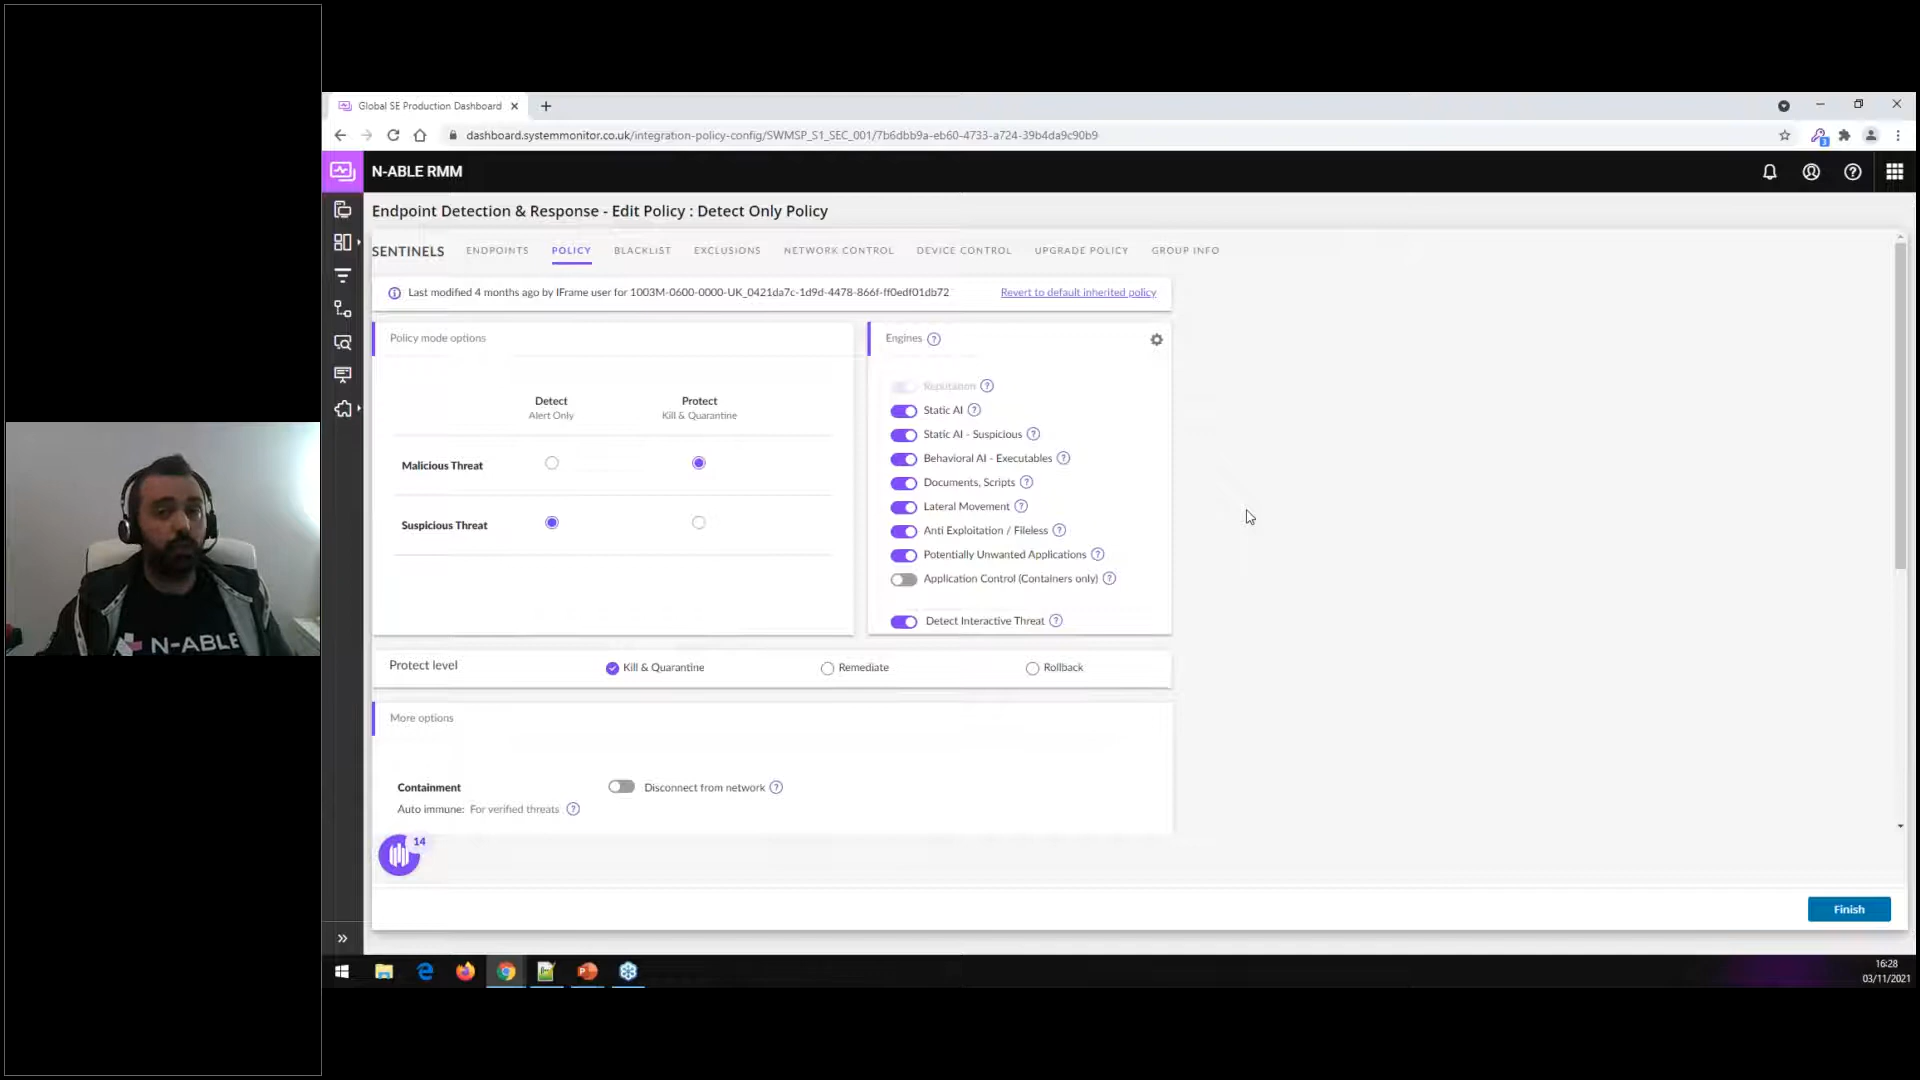 Global SE Production Dashboard
dashboard.systemmonitor.co.uk/integration-policy-config/SWMSP_S1_SEC_001/7b6dbb9a-eb60-4733-a724-39b4da9c90b9
3
N-ABLE RMM
Endpoint Detection & Response - Edit Policy : Detect Only Policy
SENTINELS ENDPOINTS POLICY BLACKLIST EXCLUSIONS NETWORK CONTROL DEVICE CONTROL UPGRADE POLICY GROUP INFO
Last modified 4 months ago by IFrame user for 1003M-0600-0000-UK_0421da7c-1d9d-4478-866f-ff0edf01db72 Revert to default inherited policy
Policy mode options
Detect Protect
Alert Only Kill & Quarantine
Malicious Threat
Suspicious Threat
Engines ?
Reputation ?
Static AI ?
Static AI - Suspicious ?
Behavioral AI - Executables ?
Documents, Scripts ?
Lateral Movement ?
Anti Exploitation / Fileless ?
Potentially Unwanted Applications ?
Application Control (Containers only) ?
Detect Interactive Threat ?
Protect level Kill & Quarantine Remediate Rollback
More options
Containment Disconnect from network ?
Auto immune: For verified threats ?
14
Finish
16:28
03/11/2021
N-ABLE